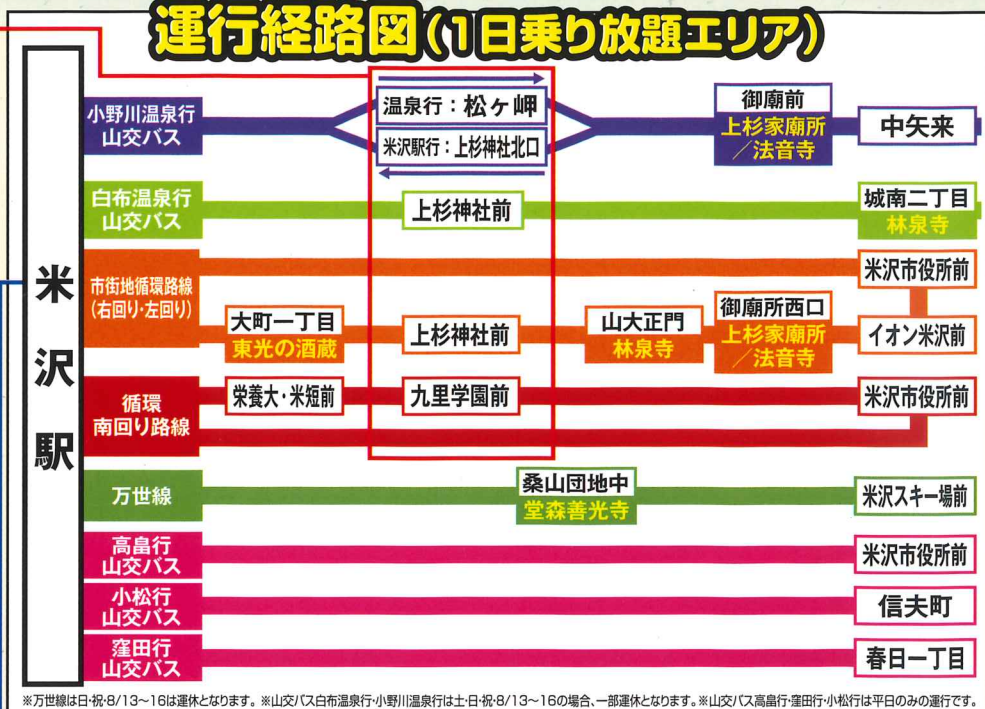 運行経路図(1日乗り放題エリア)
米沢駅
小野川温泉行
山交バス
温泉行：松ヶ岬
米沢駅行：上杉神社北口
御廟前
上杉家廟所
／法音寺
中矢来
白布温泉行
山交バス
上杉神社前
城南二丁目
林泉寺
市街地循環路線
(右回り・左回り)
米沢市役所前
大町一丁目
東光の酒蔵
上杉神社前
山大正門
林泉寺
御廟所西口
上杉家廟所
／法音寺
イオン米沢前
循環
南回り路線
栄養大・米短前
九里学園前
米沢市役所前
万世線
桑山団地中
堂森善光寺
米沢スキー場前
高畠行
山交バス
米沢市役所前
小松行
山交バス
信夫町
窪田行
山交バス
春日一丁目
※万世線は日・祝・8/13～16は運休となります。※山交バス白布温泉行・小野川温泉行は土・日・祝・8/13～16の場合、一部運休となります。※山交バス高畠行・窪田行・小松行は平日のみの運行です。